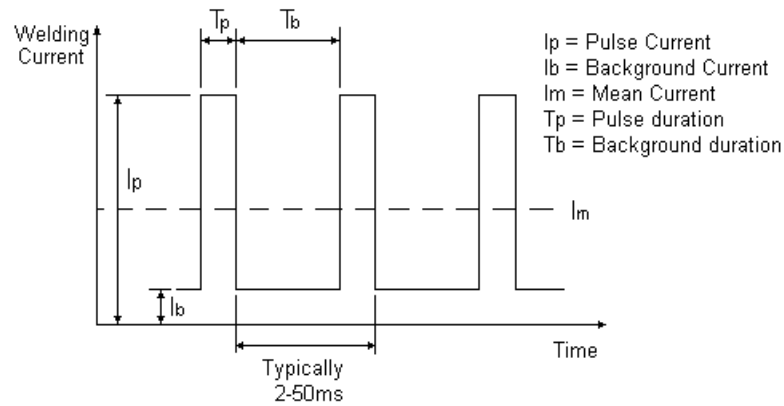 Welding
Current
Tp
Tb
Ip = Pulse Current
Ib = Background Current
Im = Mean Current
Tp = Pulse duration
Tb = Background duration
Ip
Im
Ib
Time
Typically
2-50ms